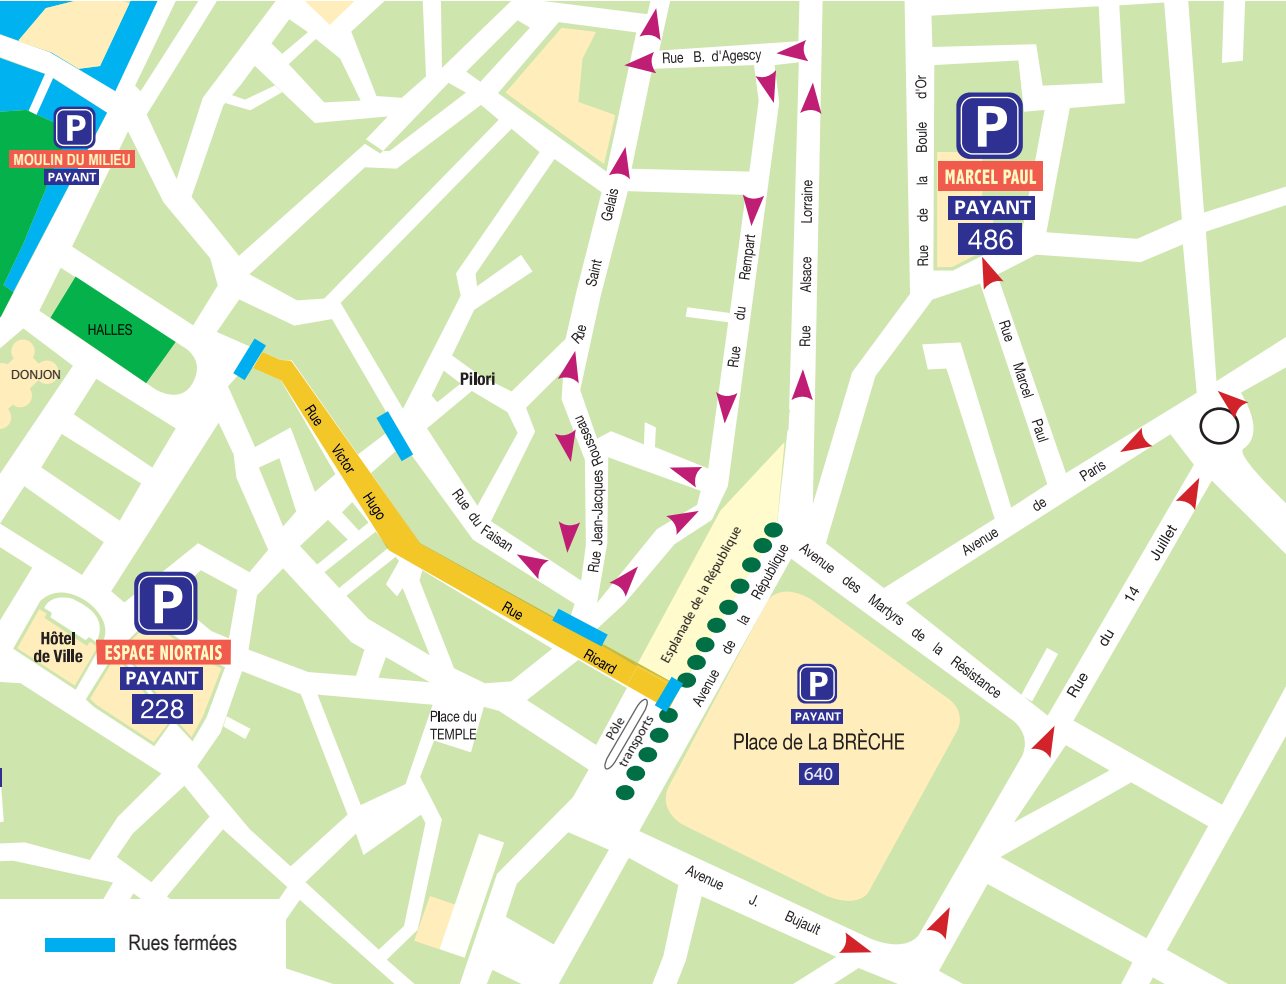 Rue B. d'Agescy
P
MOULIN DU MILIEU
PAYANT
Rue de la Boule d'Or
P
MARCEL PAUL
PAYANT
486
Rue Saint Gelais
Rue du Rempart
Rue Alsace Lorraine
HALLES
DONJON
Pilori
Rue Marcel Paul
Rue Victor Hugo
Rue Jean-Jacques Rousseau
Rue du Faisan
Avenue de Paris
Rue du 14 Juillet
Avenue des Martyrs de la Résistance
Esplanade de la République
Avenue de la République
Rue Ricard
P
Hôtel
de Ville
ESPACE NIORTAIS
PAYANT
228
Place du
TEMPLE
Pôle
transports
P
PAYANT
Place de La BRÈCHE
640
Avenue J. Bujault
Rues fermées